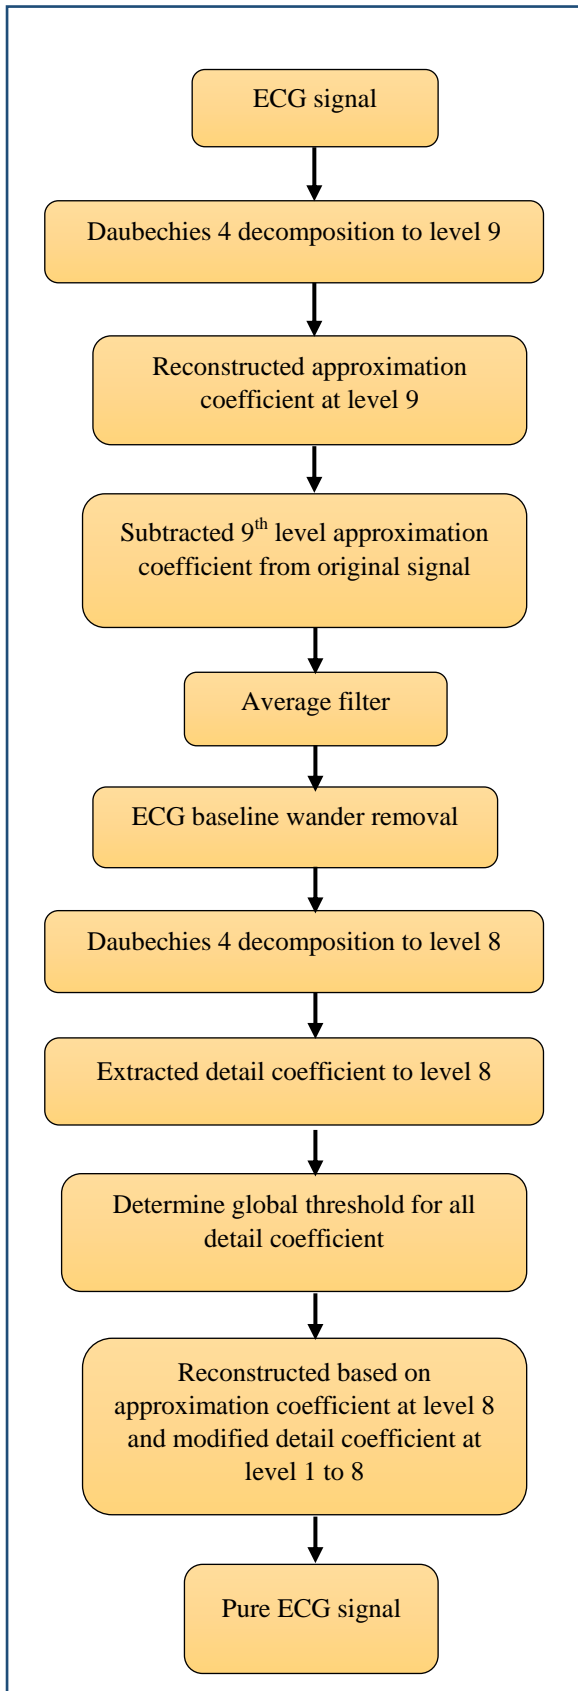 ECG signal
Daubechies 4 decomposition to level 9
Reconstructed approximation
coefficient at level 9
Subtracted 9th level approximation
coefficient from original signal
Average filter
ECG baseline wander removal
Daubechies 4 decomposition to level 8
Extracted detail coefficient to level 8
Determine global threshold for all
detail coefficient
Reconstructed based on
approximation coefficient at level 8
and modified detail coefficient at
level 1 to 8
Pure ECG signal